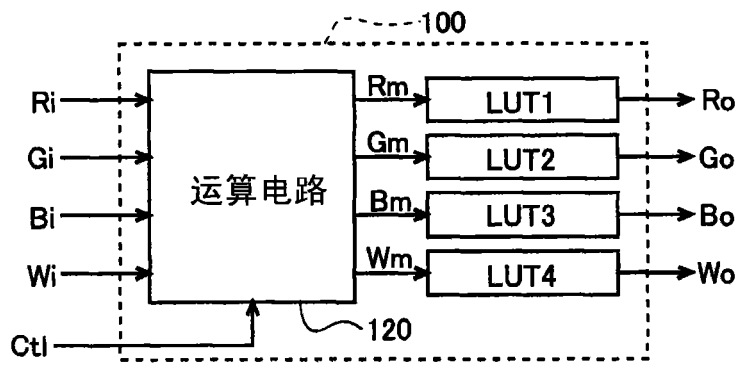 100
Ri Rm LUT1 Ro
Gi Gm LUT2 Go
运算电路
Bi Bm LUT3 Bo
Wi Wm LUT4 Wo
120
Ctl